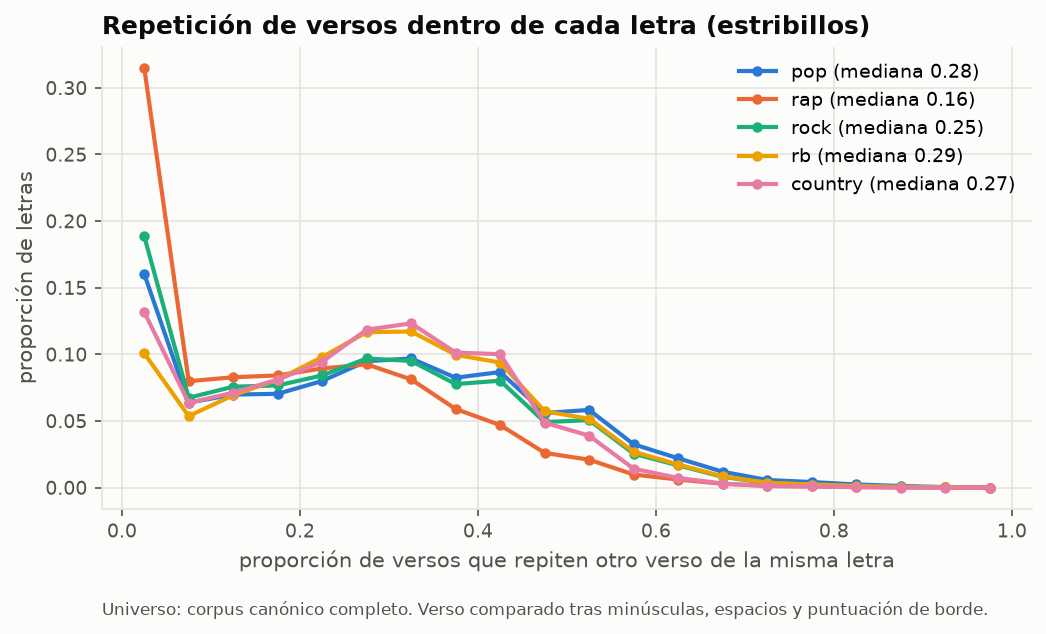 Repetición de versos dentro de cada letra (estribillos)
pop (mediana 0.28)
rap (mediana 0.16)
rock (mediana 0.25)
rb (mediana 0.29)
country (mediana 0.27)
proporción de letras
0.30
0.25
0.20
0.15
0.10
0.05
0.00
0.0 0.2 0.4 0.6 0.8 1.0
proporción de versos que repiten otro verso de la misma letra
Universo: corpus canónico completo. Verso comparado tras minúsculas, espacios y puntuación de borde.